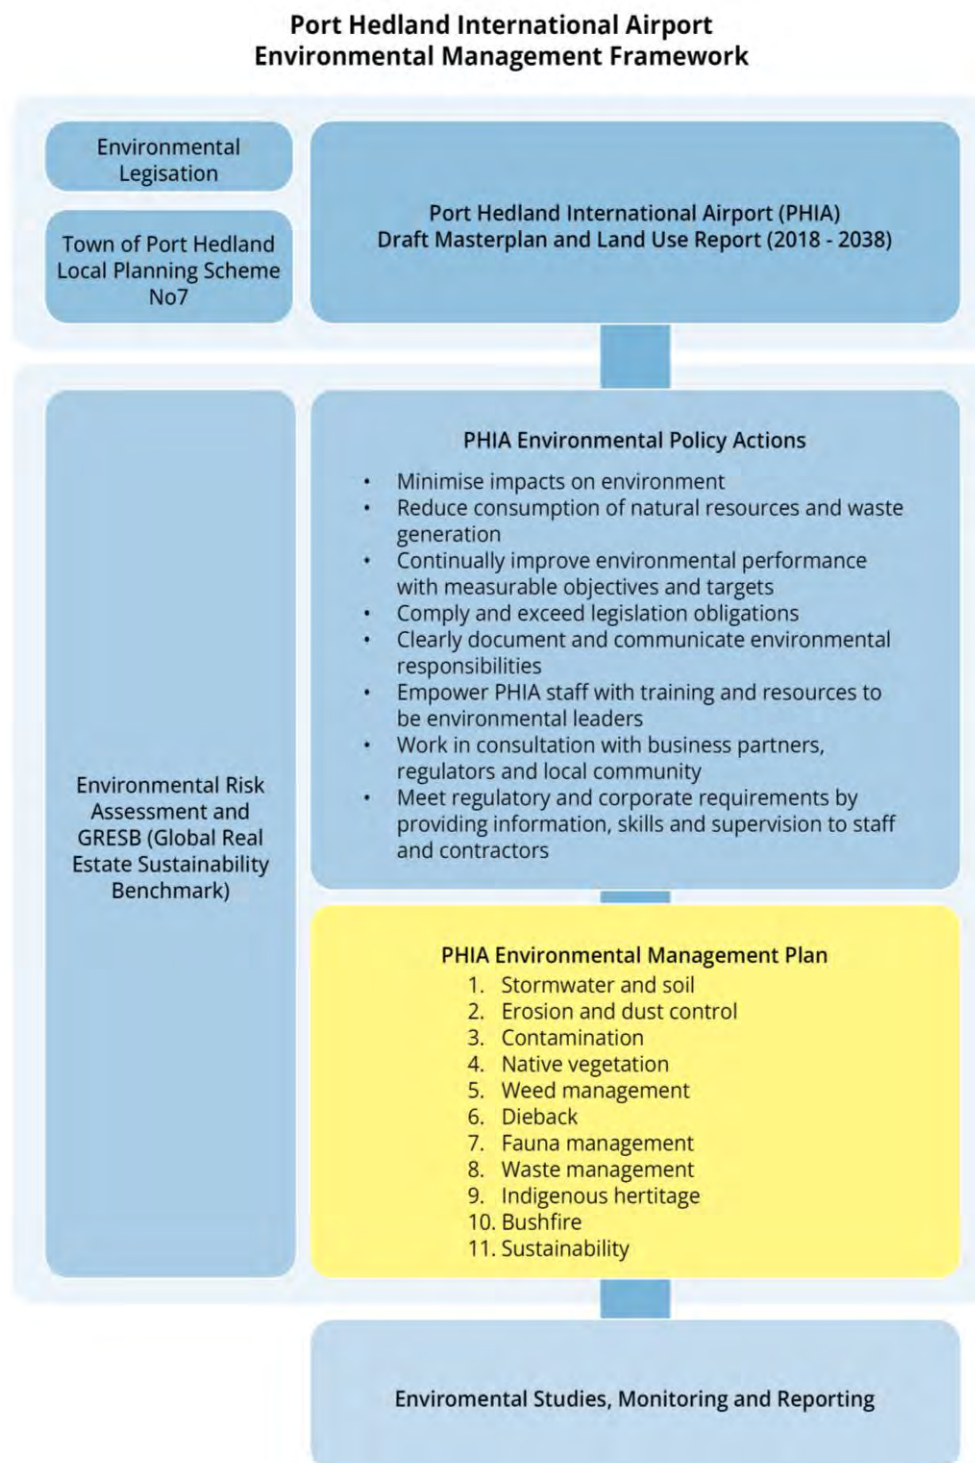 Port Hedland International Airport
Environmental Management Framework
Environmental
Legisation
Town of Port Hedland
Local Planning Scheme
No7
Port Hedland International Airport (PHIA)
Draft Masterplan and Land Use Report (2018 - 2038)
Environmental Risk
Assessment and
GRESB (Global Real
Estate Sustainability
Benchmark)
PHIA Environmental Policy Actions
• Minimise impacts on environment
• Reduce consumption of natural resources and waste
generation
• Continually improve environmental performance
with measurable objectives and targets
• Comply and exceed legislation obligations
• Clearly document and communicate environmental
responsibilities
• Empower PHIA staff with training and resources to
be environmental leaders
• Work in consultation with business partners,
regulators and local community
• Meet regulatory and corporate requirements by
providing information, skills and supervision to staff
and contractors
PHIA Environmental Management Plan
1. Stormwater and soil
2. Erosion and dust control
3. Contamination
4. Native vegetation
5. Weed management
6. Dieback
7. Fauna management
8. Waste management
9. Indigenous hertitage
10. Bushfire
11. Sustainability
Enviromental Studies, Monitoring and Reporting